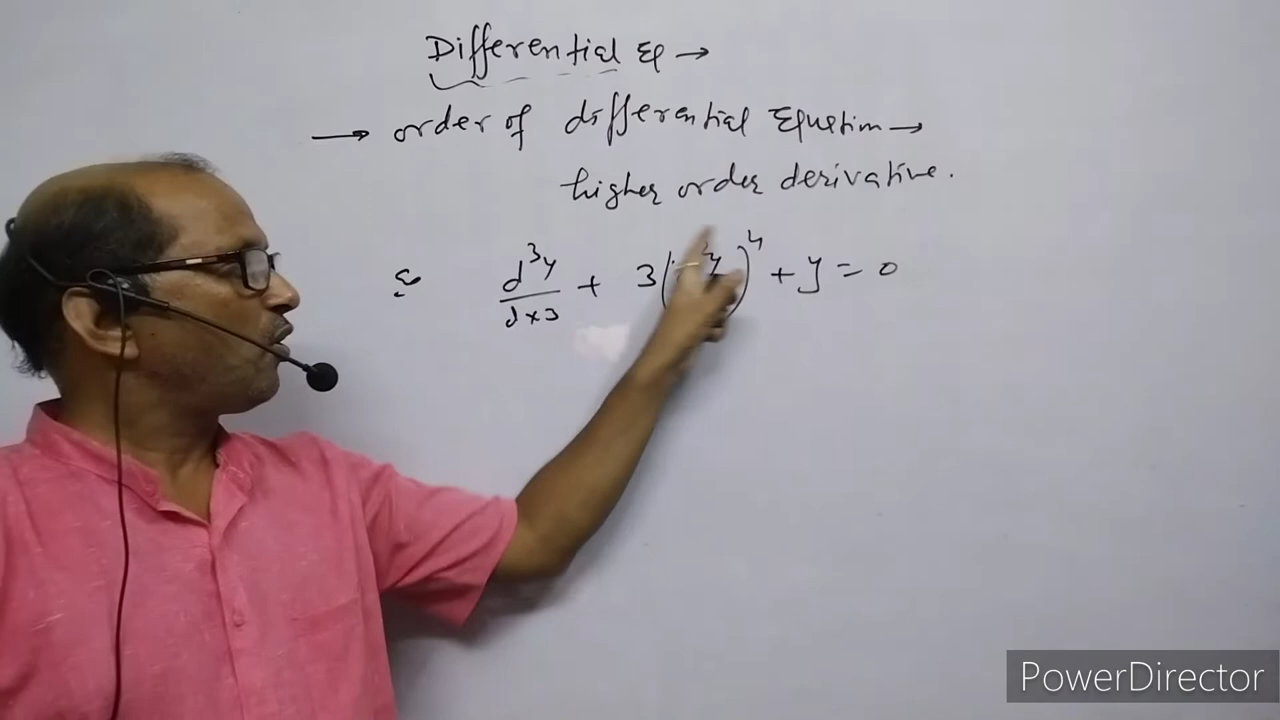 Differential Eq →
→ order of differential Equation →
higher order derivative.
d³y/dx3 + 3( y)⁴ + y = 0
PowerDirector